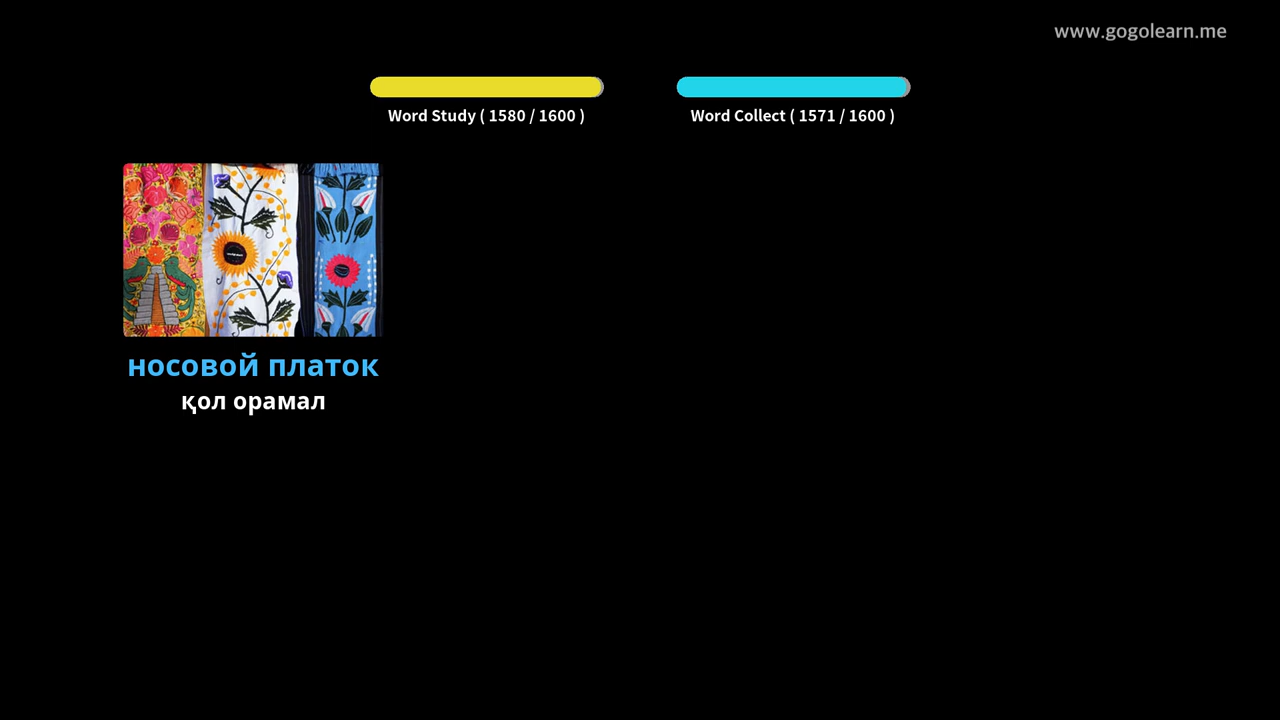 www.gogolearn.me
Word Study ( 1580 / 1600 )
Word Collect ( 1571 / 1600 )
носовой платок
қол орамал